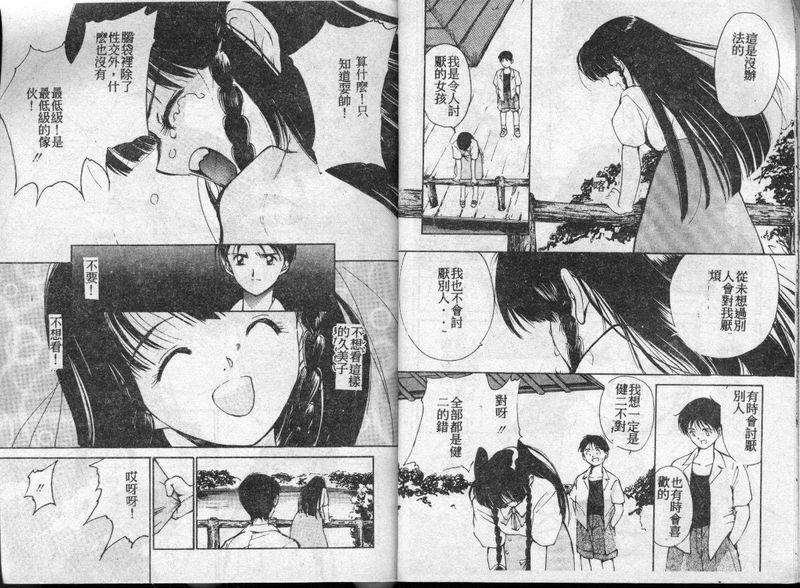 這是沒辦
法的
喀
我是令人討
厭的女孩
從未想過別
人會對我厭
煩
我也不會討
厭別人．．
有時會討厭
別人
也有時會喜
歡的
我想一定是
健二不對
對呀!!
全部都是健
二的錯
算什麼！只
知道耍帥！
腦袋裡除了
性交外，什
麼也沒有
最低級！是
最低級的傢
伙！！
不要！
不想看這樣
的久美子
不想看！
哎呀呀！
!!